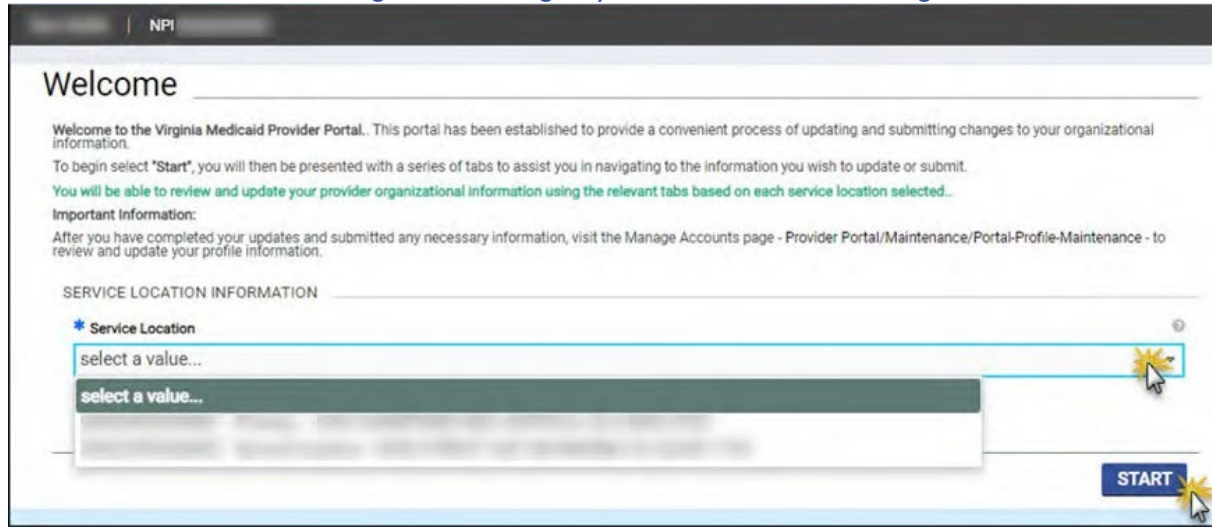 NPI
Welcome
Welcome to the Virginia Medicaid Provider Portal.. This portal has been established to provide a convenient process of updating and submitting changes to your organizational
information.
To begin select "Start", you will then be presented with a series of tabs to assist you in navigating to the information you wish to update or submit.
You will be able to review and update your provider organizational information using the relevant tabs based on each service location selected..
Important Information:
After you have completed your updates and submitted any necessary information, visit the Manage Accounts page - Provider Portal/Maintenance/Portal-Profile-Maintenance - to
review and update your profile information.
SERVICE LOCATION INFORMATION
* Service Location
select a value...
select a value...
START